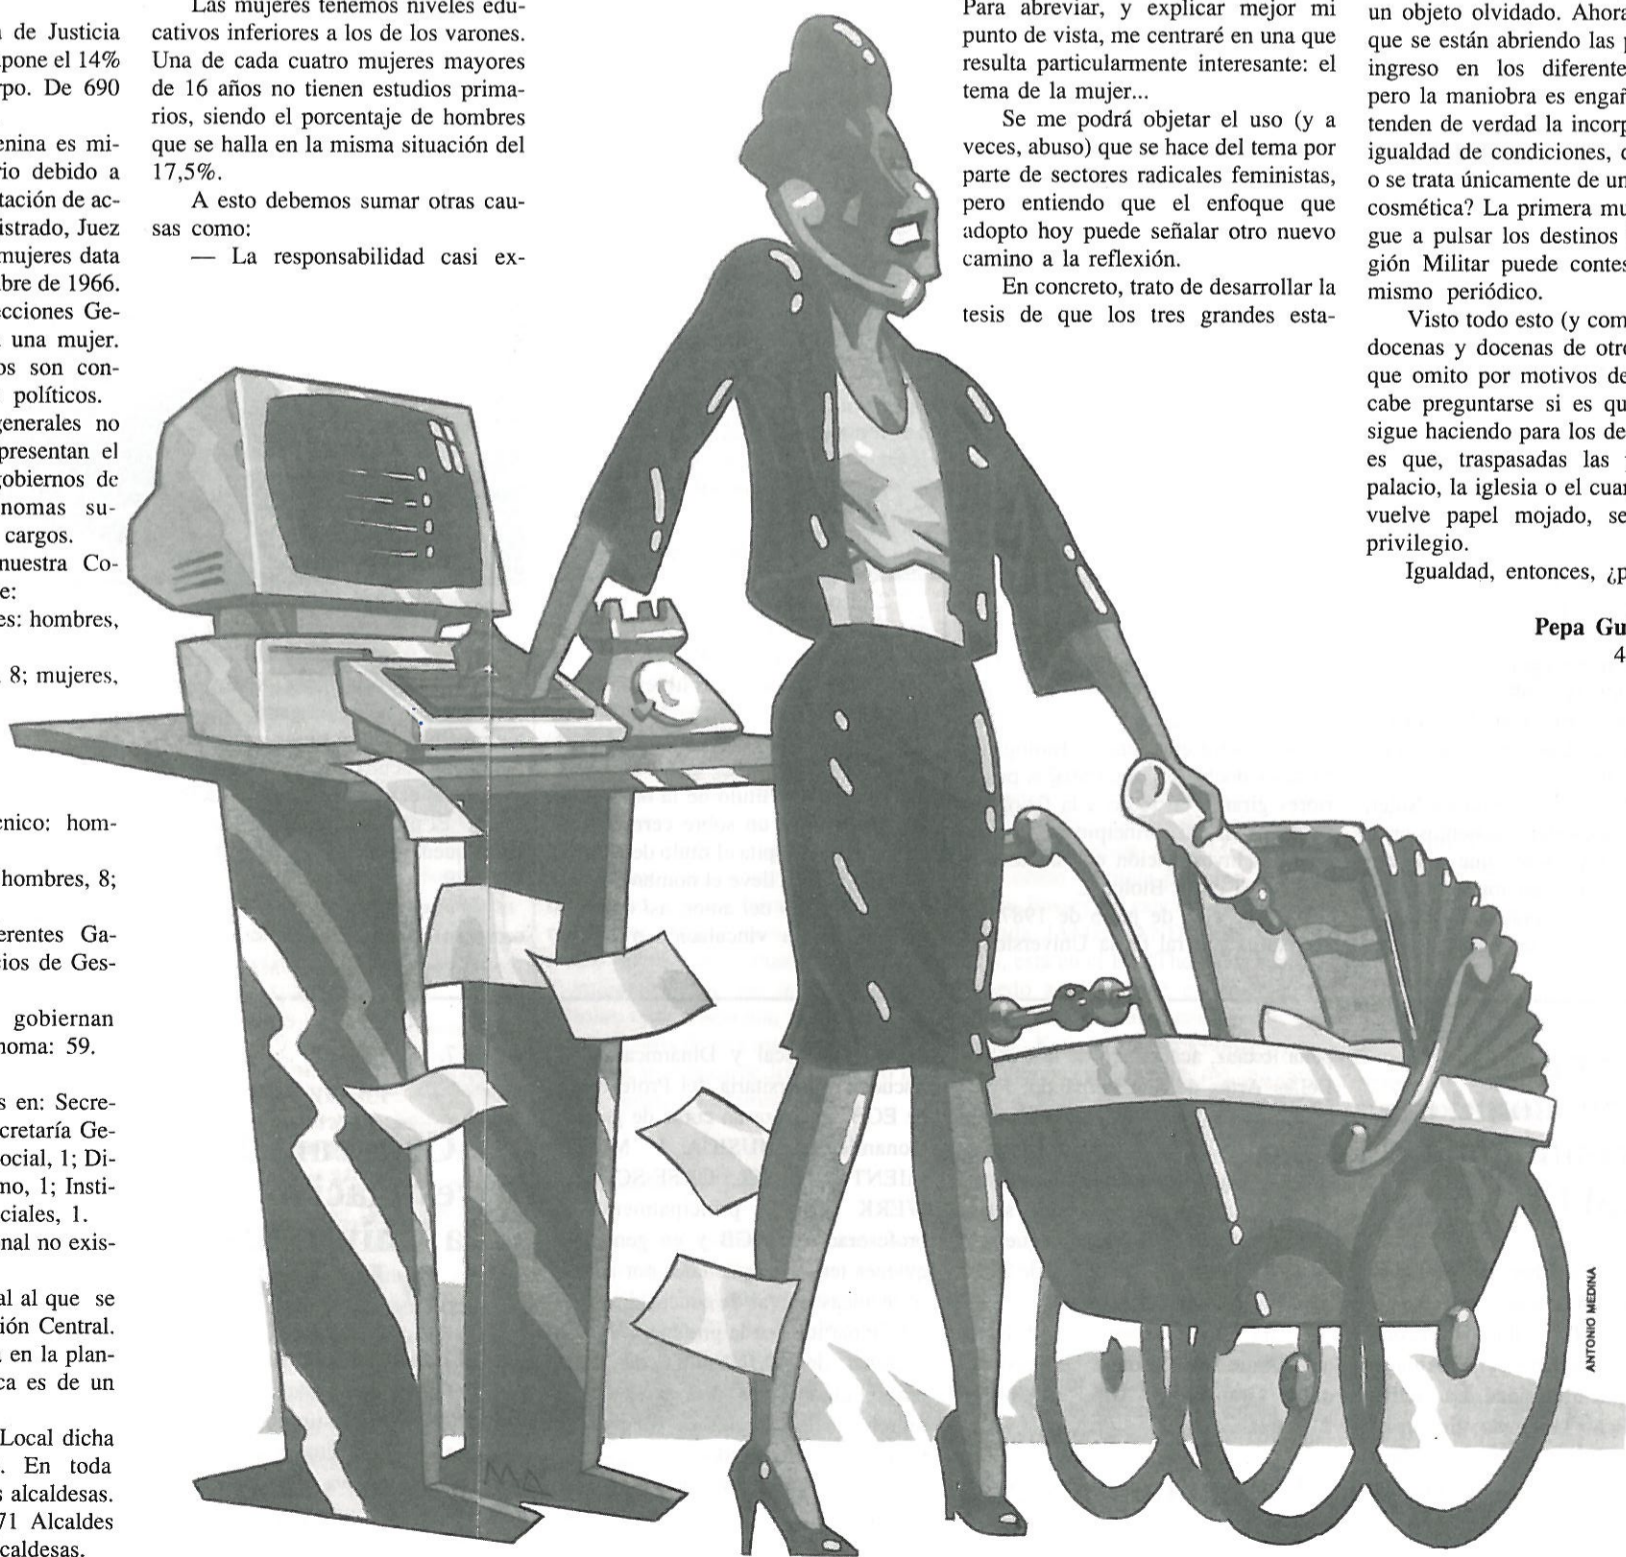 de Justicia
pone el 14%
rpo. De 690
enina es mi-
rio debido a
tación de ac-
istrado, Juez
mujeres data
bre de 1966.
cciones Ge-
una mujer.
os son con-
políticos.
generales no
presentan el
gobiernos de
nomas su-
cargos.
nuestra Co-
e:
es: hombres,
8; mujeres,
cnico: hom-
hombres, 8;
erentes Ga-
cios de Ges-
gobiernan
noma: 59.
s en: Secre-
cretaría Ge-
ocial, 1; Di-
mo, 1; Insti-
ciales, 1.
nal no exis-
al al que se
ión Central.
en la plan-
ca es de un
Local dicha
. En toda
s alcaldesas.
71 Alcaldes
caldesas.
Las mujeres tenemos niveles edu-
cativos inferiores a los de los varones.
Una de cada cuatro mujeres mayores
de 16 años no tienen estudios prima-
rios, siendo el porcentaje de hombres
que se halla en la misma situación del
17,5%.
A esto debemos sumar otras cau-
sas como:
— La responsabilidad casi ex-
Para abreviar, y explicar mejor mi
punto de vista, me centraré en una que
resulta particularmente interesante: el
tema de la mujer...
Se me podrá objetar el uso (y a
veces, abuso) que se hace del tema por
parte de sectores radicales feministas,
pero entiendo que el enfoque que
adopto hoy puede señalar otro nuevo
camino a la reflexión.
En concreto, trato de desarrollar la
tesis de que los tres grandes esta-
un objeto olvidado. Ahora
que se están abriendo las p
ingreso en los diferente
pero la maniobra es engañ
tenden de verdad la incorp
igualdad de condiciones, o
o se trata únicamente de un
cosmética? La primera mu
gue a pulsar los destinos
gión Militar puede contes
mismo periódico.
Visto todo esto (y com
docenas y docenas de otro
que omito por motivos de
cabe preguntarse si es qu
sigue haciendo para los de
es que, traspasadas las
palacio, la iglesia o el cuar
vuelve papel mojado, se
privilegio.
Igualdad, entonces, ¿p
Pepa Gu
4
ANTONIO MEDINA